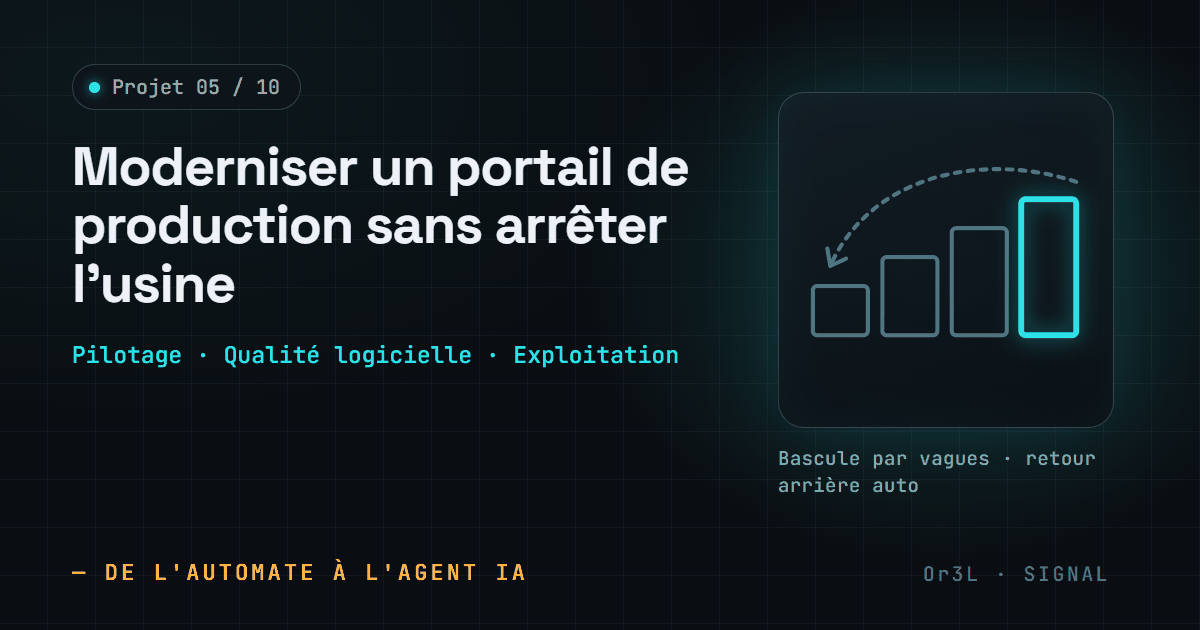 Projet 05 / 10
Moderniser un portail de
production sans arrêter
l’usine
Pilotage · Qualité logicielle · Exploitation
Bascule par vagues · retour
arrière auto
— DE L'AUTOMATE À L'AGENT IA
Or3L · SIGNAL